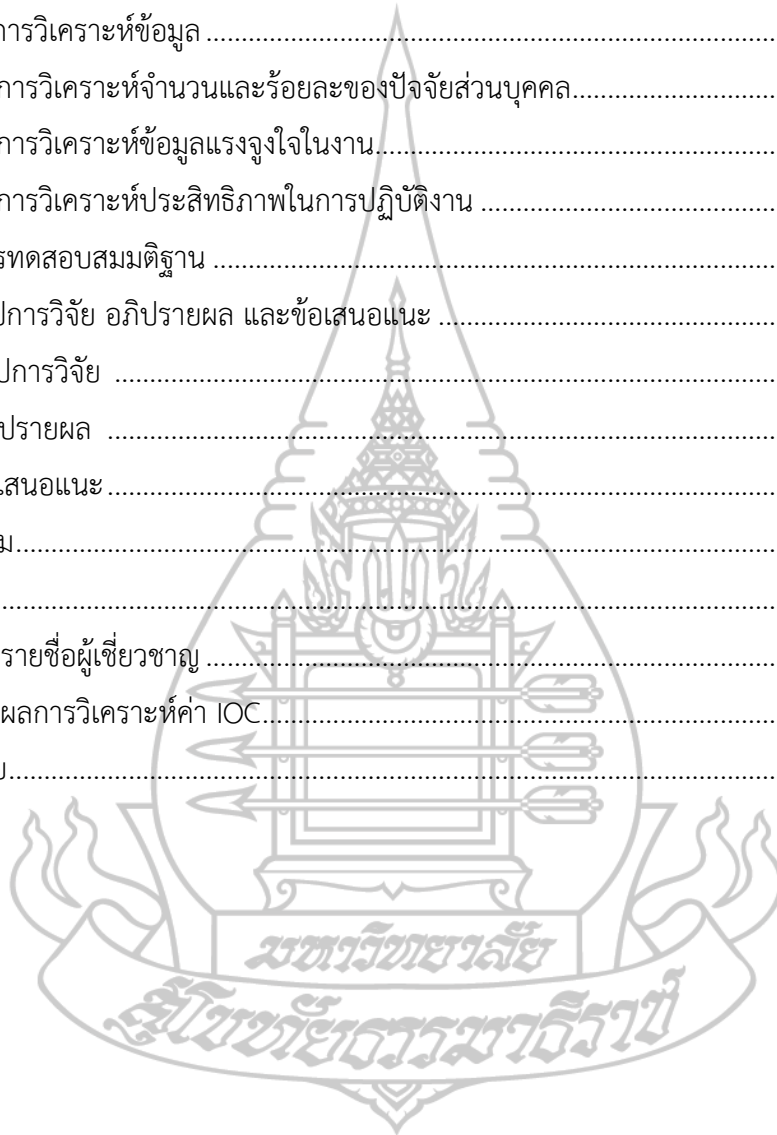 การวิเคราะห์ข้อมูล ........................................
การวิเคราะห์จำนวนและร้อยละของปัจจัยส่วนบุคคล........................................
การวิเคราะห์ข้อมูลแรงจูงใจในงาน........................................
การวิเคราะห์ประสิทธิภาพในการปฏิบัติงาน ........................................
รทดสอบสมมติฐาน ........................................
ปการวิจัย อภิปรายผล และข้อเสนอแนะ ........................................
ปการวิจัย ........................................
ปรายผล ........................................
เสนอแนะ ........................................
ม........................................
........................................
รายชื่อผู้เชี่ยวชาญ ........................................
ผลการวิเคราะห์ค่า IOC........................................
ย........................................
มหาวิทยาลัย
สุโขทัยธรรมาธิราช